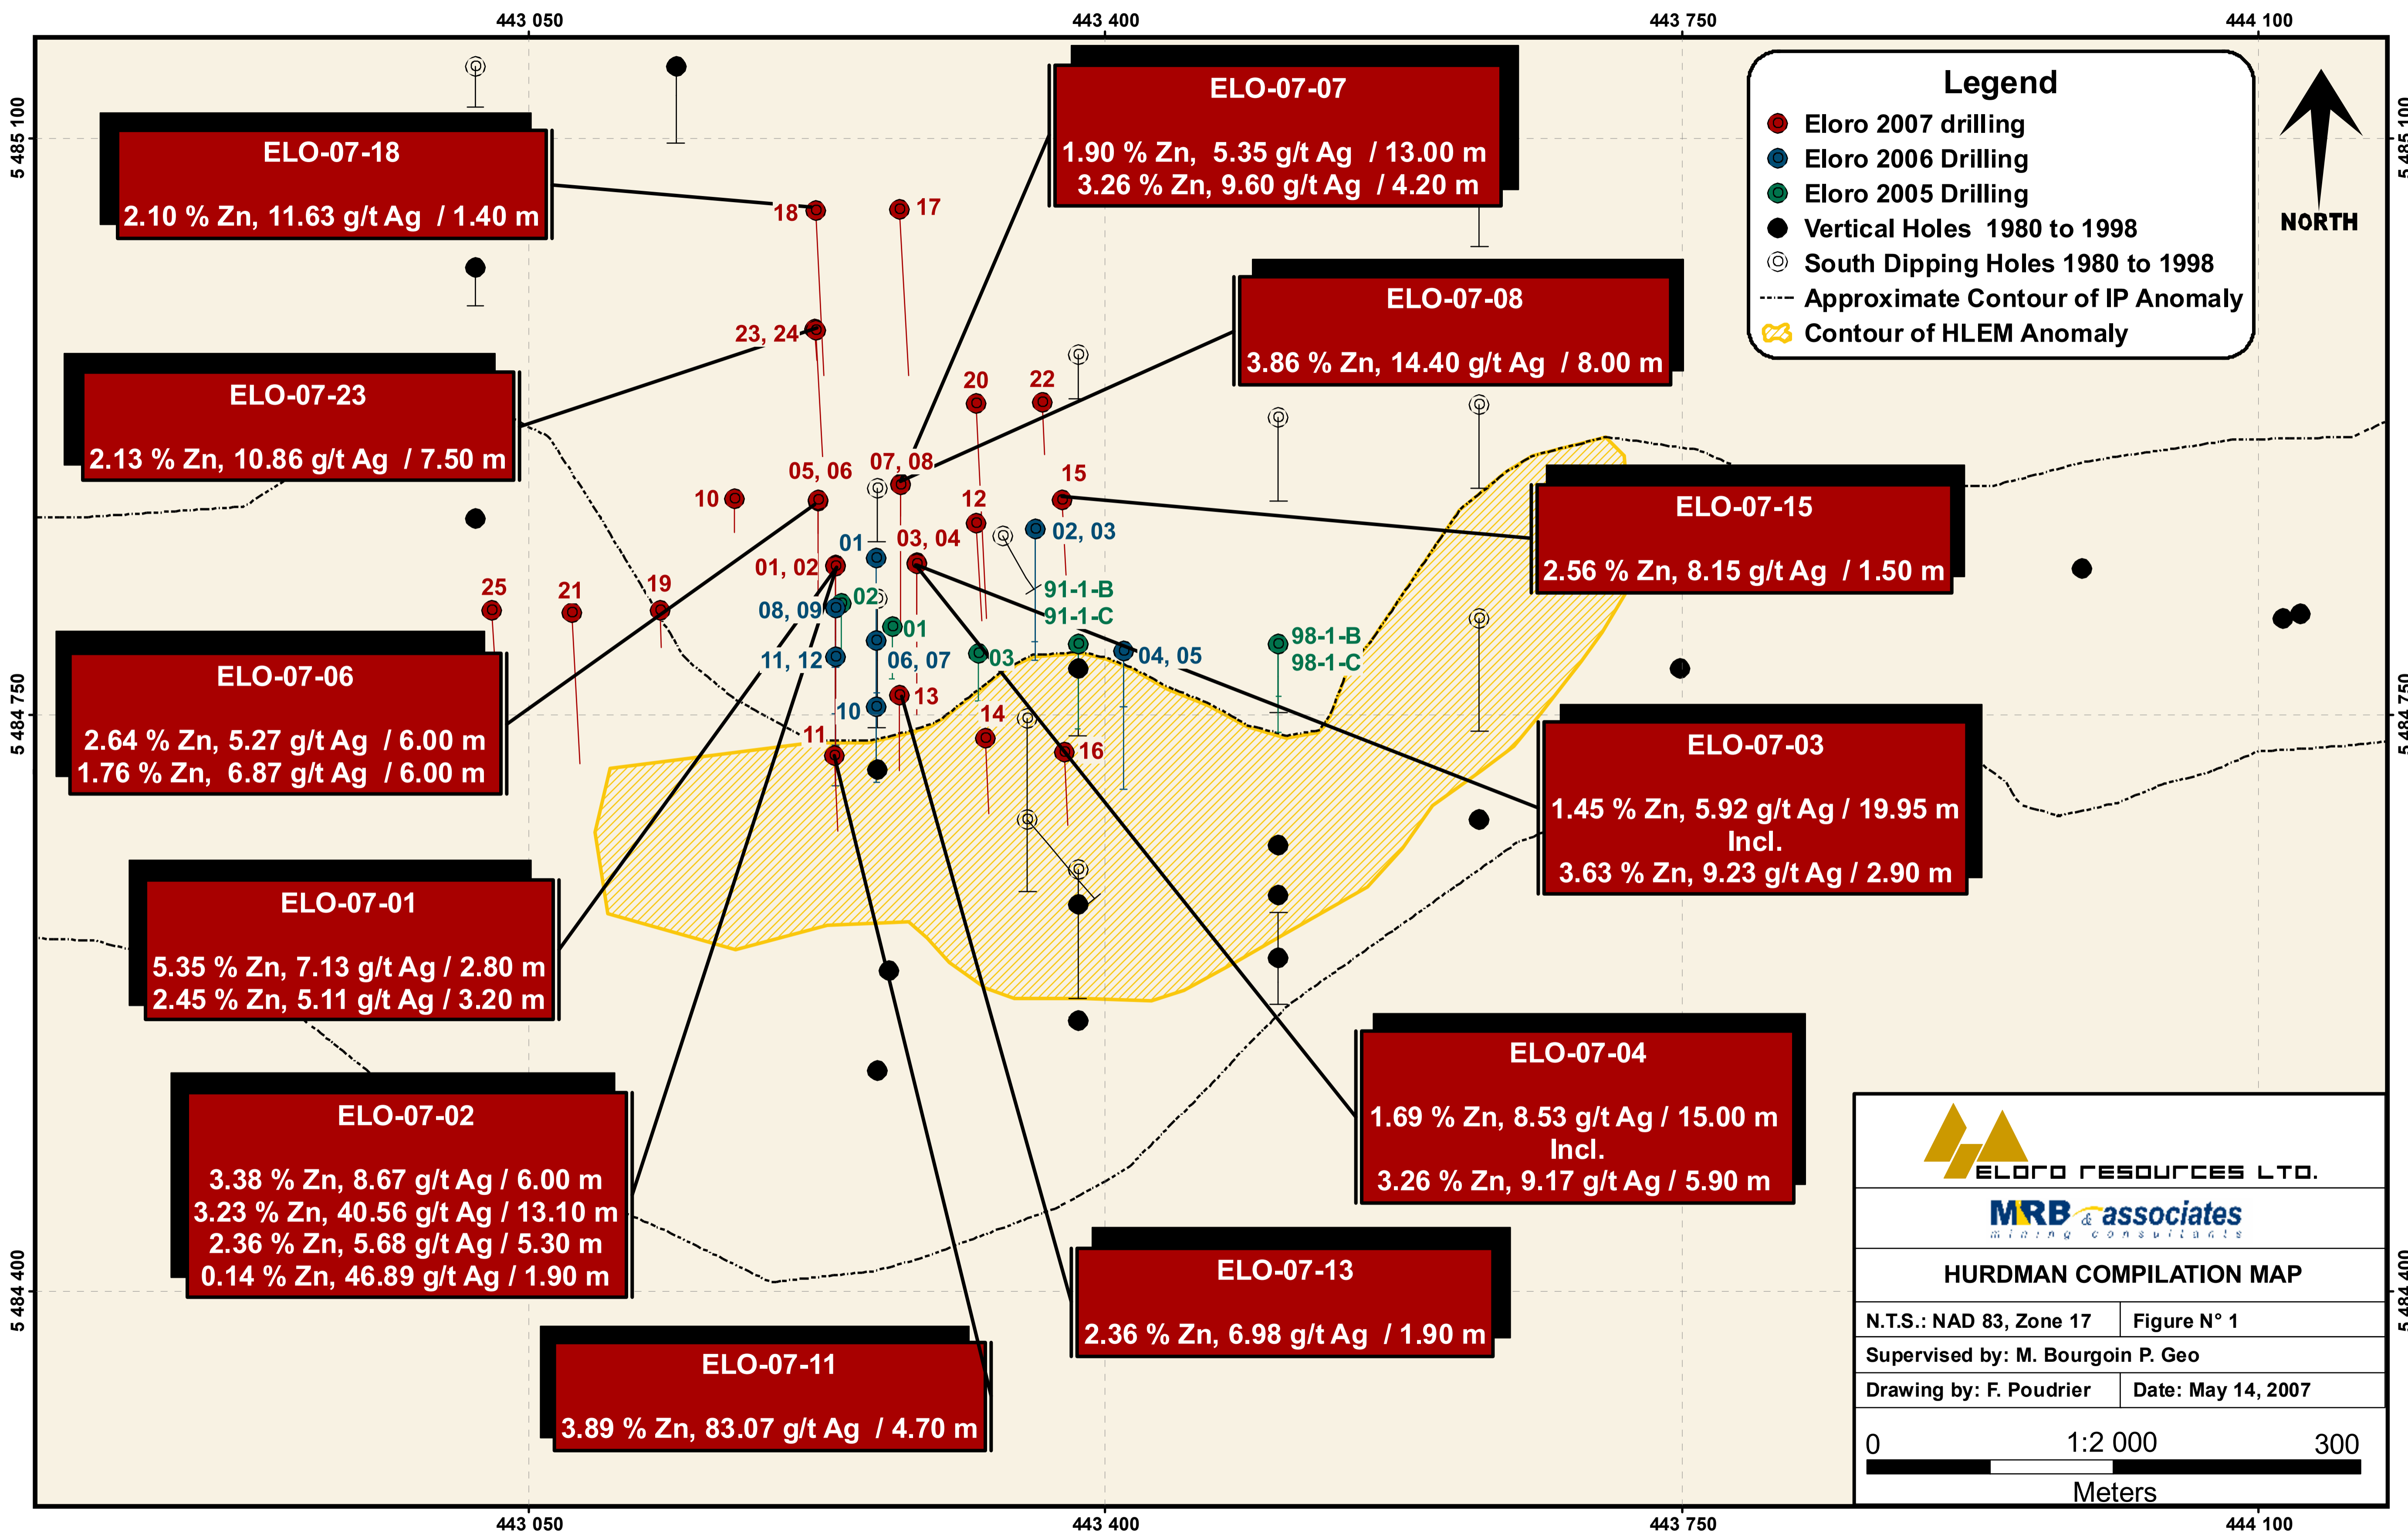 443 050
443 400
443 750
444 100
5 485 100
5 485 100
ELO-07-07
1.90 % Zn, 5.35 g/t Ag / 13.00 m
3.26 % Zn, 9.60 g/t Ag / 4.20 m
Legend
Eloro 2007 drilling
Eloro 2006 Drilling
Eloro 2005 Drilling
Vertical Holes 1980 to 1998
South Dipping Holes 1980 to 1998
Approximate Contour of IP Anomaly
Contour of HLEM Anomaly
NORTH
ELO-07-18
2.10 % Zn, 11.63 g/t Ag / 1.40 m
18
17
ELO-07-08
3.86 % Zn, 14.40 g/t Ag / 8.00 m
23, 24
ELO-07-23
2.13 % Zn, 10.86 g/t Ag / 7.50 m
20
22
05, 06
07, 08
15
10
12
ELO-07-15
2.56 % Zn, 8.15 g/t Ag / 1.50 m
01
03, 04
02, 03
01, 02
25
21
19
08, 09
02
91-1-B
91-1-C
01
98-1-B
98-1-C
11, 12
06, 07
03
04, 05
ELO-07-06
2.64 % Zn, 5.27 g/t Ag / 6.00 m
1.76 % Zn, 6.87 g/t Ag / 6.00 m
5 484 750
5 484 750
13
10
14
11
16
ELO-07-03
1.45 % Zn, 5.92 g/t Ag / 19.95 m
Incl.
3.63 % Zn, 9.23 g/t Ag / 2.90 m
ELO-07-01
5.35 % Zn, 7.13 g/t Ag / 2.80 m
2.45 % Zn, 5.11 g/t Ag / 3.20 m
ELO-07-04
1.69 % Zn, 8.53 g/t Ag / 15.00 m
Incl.
3.26 % Zn, 9.17 g/t Ag / 5.90 m
ELO-07-02
3.38 % Zn, 8.67 g/t Ag / 6.00 m
3.23 % Zn, 40.56 g/t Ag / 13.10 m
2.36 % Zn, 5.68 g/t Ag / 5.30 m
0.14 % Zn, 46.89 g/t Ag / 1.90 m
ELO-07-13
2.36 % Zn, 6.98 g/t Ag / 1.90 m
5 484 400
5 484 400
ELO-07-11
3.89 % Zn, 83.07 g/t Ag / 4.70 m
ELORO RESOURCES LTD.
MRB & associates
mining consultants
HURDMAN COMPILATION MAP
N.T.S.: NAD 83, Zone 17
Figure N° 1
Supervised by: M. Bourgoin P. Geo
Drawing by: F. Poudrier
Date: May 14, 2007
0
1:2 000
300
Meters
443 050
443 400
443 750
444 100